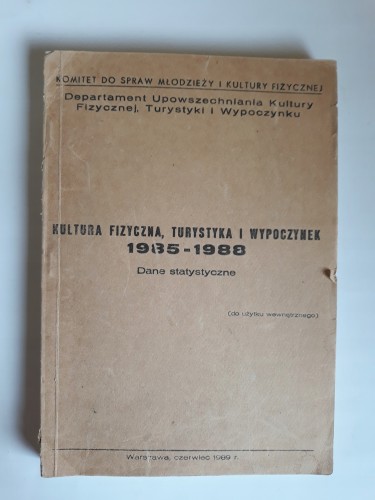 KOMITET DO SPRAW MŁODZIEŻY I KULTURY FIZYCZNEJ
Departament Upowszechniania Kultury
Fizycznej, Turystyki i Wypoczynku
KULTURA FIZYCZNA, TURYSTYKA I WYPOCZYNEK
1985-1988
Dane statystyczne
(do użytku wewnętrznego)
Warszawa, czerwiec 1989 r.